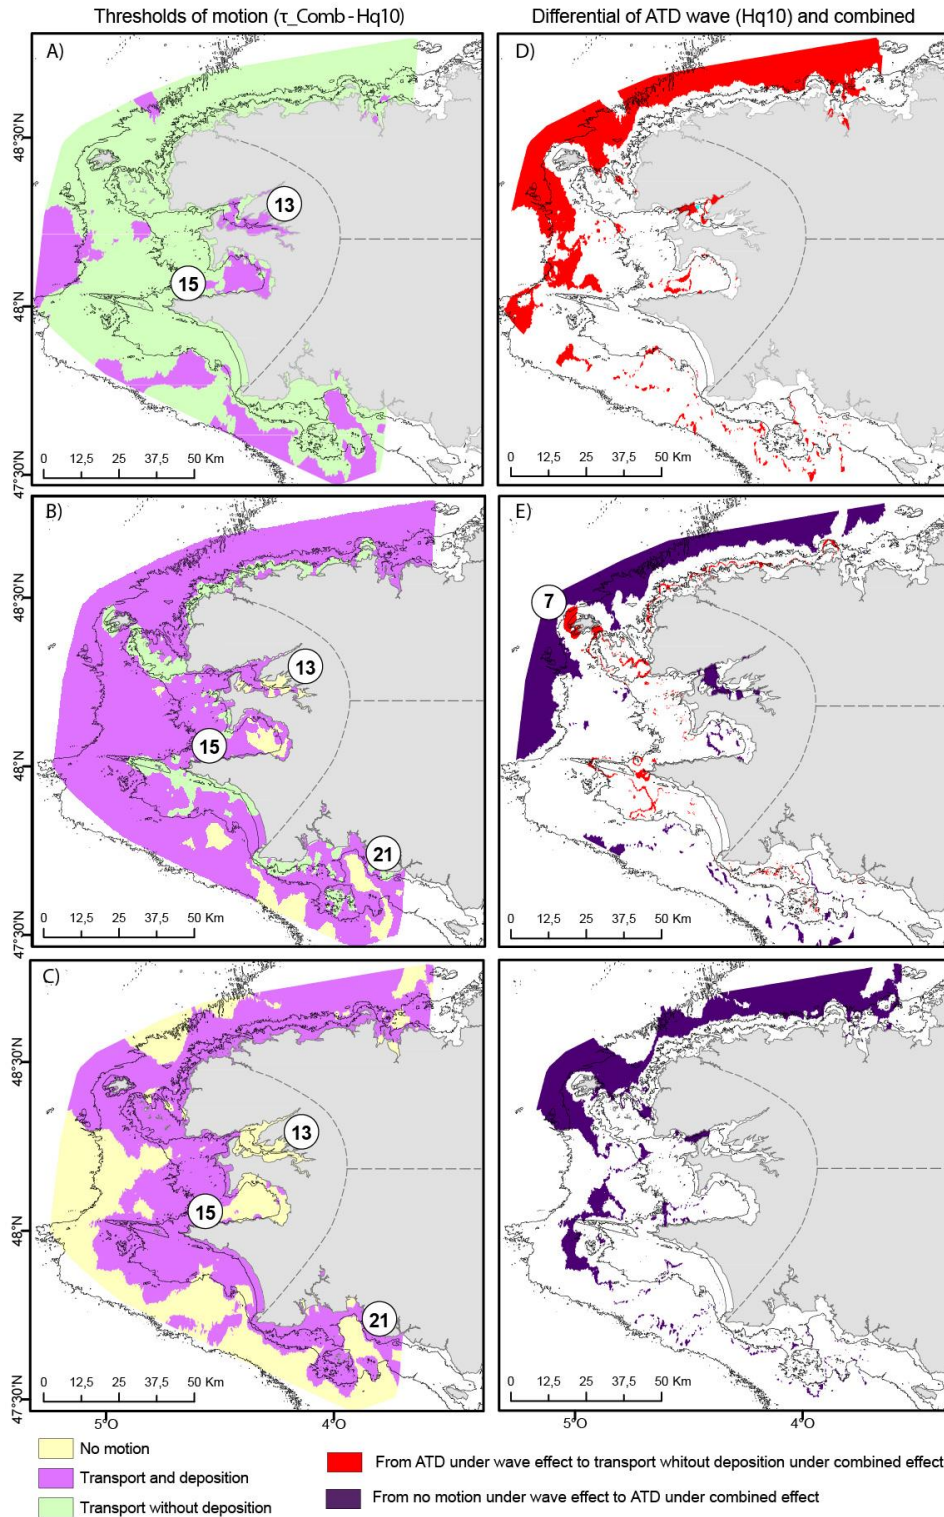 Thresholds of motion (τ_Comb - Hq10)
Differential of ATD wave (Hq10) and combined
A)
48°30'N
13
15
48°N
47°30'N
0 12,5 25 37,5 50 Km
D)
0 12,5 25 37,5 50 Km
B)
48°30'N
13
15
48°N
21
47°30'N
0 12,5 25 37,5 50 Km
E)
7
0 12,5 25 37,5 50 Km
C)
48°30'N
13
15
48°N
21
47°30'N
0 12,5 25 37,5 50 Km
5°O
4°O
0 12,5 25 37,5 50 Km
5°O
4°O
No motion
Transport and deposition
Transport without deposition
From ATD under wave effect to transport whitout deposition under combined effect
From no motion under wave effect to ATD under combined effect